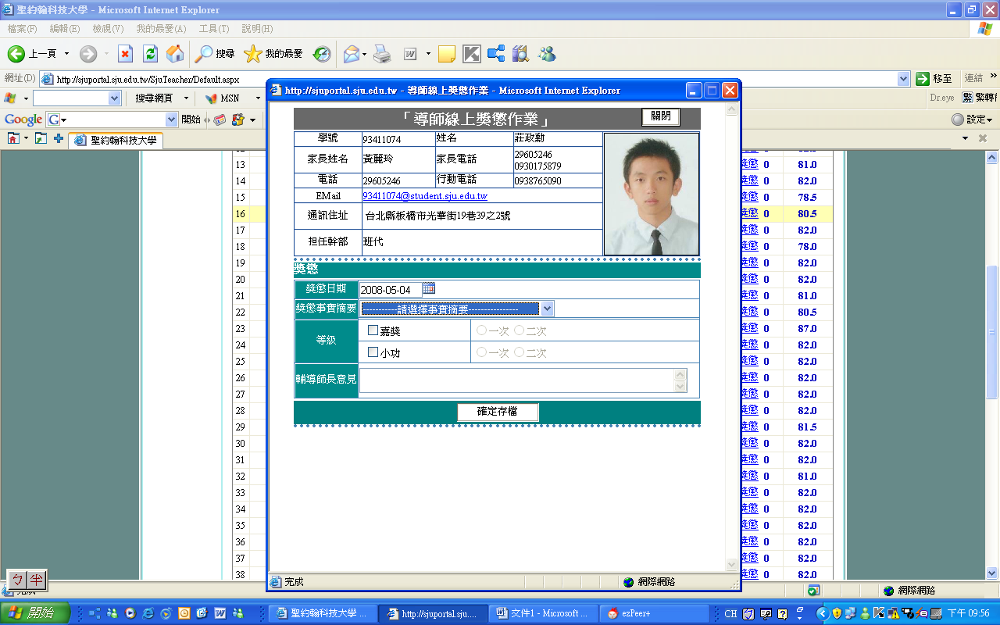 聖約翰科技大學 - Microsoft Internet Explorer
檔案(F) 編輯(E) 檢視(V) 我的最愛(A) 工具(T) 說明(H)
上一頁 搜尋 我的最愛
網址(D) http://sjuportal.sju.edu.tw/SjuTeacher/Default.aspx 移至 連結 »
搜尋網頁 MSN Dr.eye 繁 繁轉
Google G 開始 設定
聖約翰科技大學
http://sjuportal.sju.edu.tw - 導師線上獎懲作業 - Microsoft Internet Explorer
「導師線上獎懲作業」 關閉
學號 93411074 姓名 莊政勳
家長姓名 黃麗玲 家長電話 29605246
0930175879
電話 29605246 行動電話 0938765090
EMail 93411074@student.sju.edu.tw
通訊住址 台北縣板橋市光華街19巷39之2號
擔任幹部 班代
獎懲
獎懲日期 2008-05-04
獎懲事實摘要 -----------請選擇事實摘要----------------
等級 嘉獎 一次 二次
小功 一次 二次
輔導師長意見
確定存檔
完成 網際網路
13 獎懲 0 81.0
14 獎懲 0 82.0
15 獎懲 0 78.5
16 獎懲 0 80.5
17 獎懲 0 82.0
18 獎懲 0 78.0
19 獎懲 0 82.0
20 獎懲 0 82.0
21 獎懲 0 81.0
22 獎懲 0 80.5
23 獎懲 0 87.0
24 獎懲 0 82.0
25 獎懲 0 82.0
26 獎懲 0 82.0
27 獎懲 0 82.0
28 獎懲 0 82.0
29 獎懲 0 81.5
30 獎懲 0 82.0
31 獎懲 0 82.0
32 獎懲 0 81.0
33 獎懲 0 82.0
34 獎懲 0 82.0
35 獎懲 0 82.0
36 獎懲 0 82.0
37 獎懲 0 82.0
38 獎懲 0 82.0
ㄅ 半
完成 網際網路
開始 聖約翰科技大學 ... http://sjuportal.sju.... 文件1 - Microsoft ... ezPeer+ CH 下午 09:56